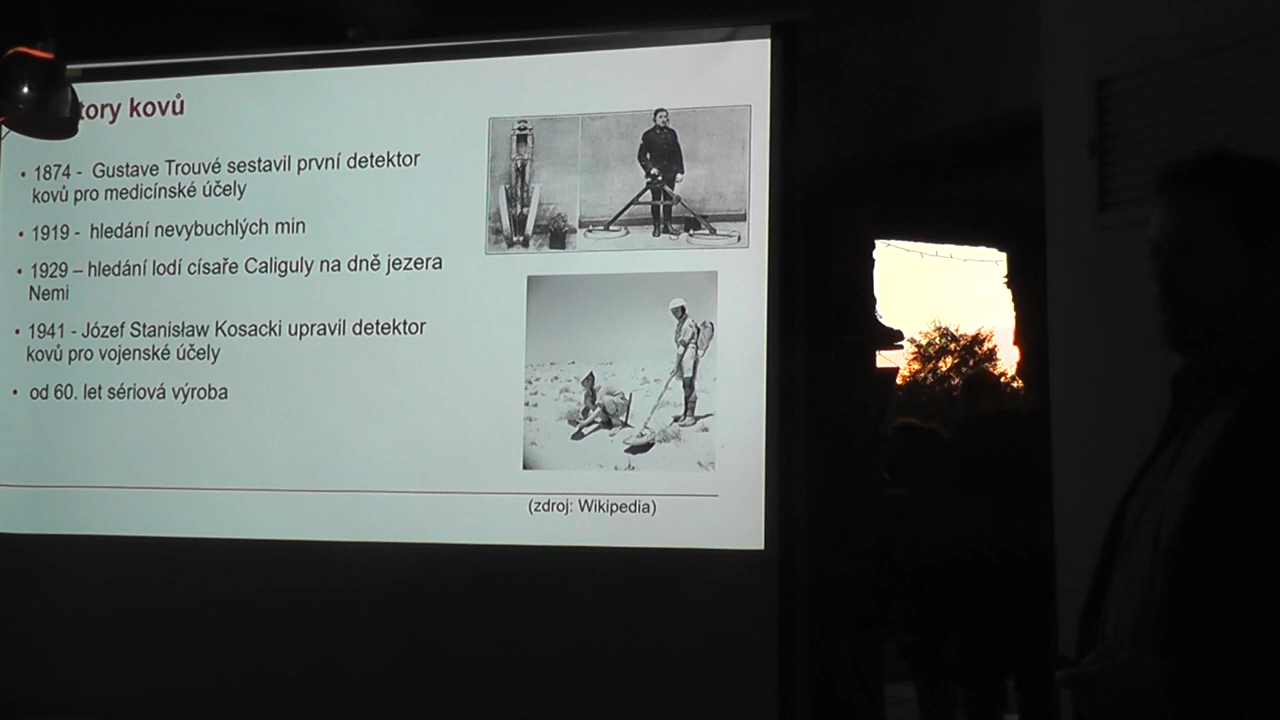 tory kovů
• 1874 - Gustave Trouvé sestavil první detektor
kovů pro medicínské účely
• 1919 - hledání nevybuchlých min
• 1929 – hledání lodí císaře Caliguly na dně jezera
Nemi
• 1941 - Józef Stanisław Kosacki upravil detektor
kovů pro vojenské účely
• od 60. let sériová výroba
(zdroj: Wikipedia)